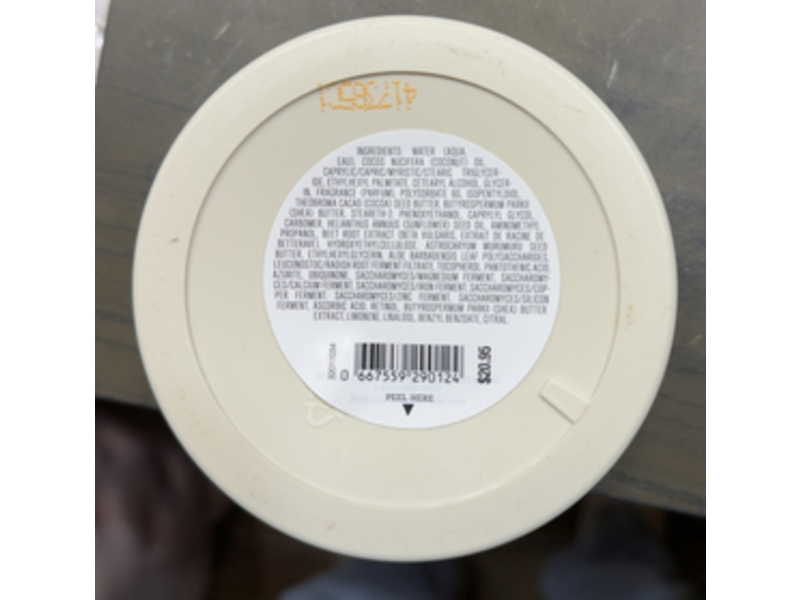 INGREDIENTS: WATER (AQUA,
EAU), COCOS NUCIFERA (COCONUT) OIL,
CAPRYLIC/CAPRIC/MYRISTIC/STEARIC TRIGLYCER-
IDE, ETHYLHEXYL PALMITATE, CETEARYL ALCOHOL, GLYCER-
IN, FRAGRANCE (PARFUM), POLYSORBATE 60, ISOPENTYLDIOL,
THEOBROMA CACAO (COCOA) SEED BUTTER, BUTYROSPERMUM PARKII
(SHEA) BUTTER, STEARETH-2, PHENOXYETHANOL, CAPRYLYL GLYCOL,
CARBOMER, HELIANTHUS ANNUUS (SUNFLOWER) SEED OIL, AMINOMETHYL
PROPANOL, BEET ROOT EXTRACT (BETA VULGARIS, EXTRAIT DE RACINE DE
BETTERAVE), HYDROXYETHYLCELLULOSE, ASTROCARYUM MURUMURU SEED
BUTTER, ETHYLHEXYLGLYCERIN, ALOE BARBADENSIS LEAF POLYSACCHARIDES,
LEUCONOSTOC/RADISH ROOT FERMENT FILTRATE, TOCOPHEROL, PANTOTHENIC ACID,
AZURITE, UBIQUINONE, SACCHAROMYCES/MAGNESIUM FERMENT, SACCHAROMY-
CES/CALCIUM FERMENT, SACCHAROMYCES/IRON FERMENT, SACCHAROMYCES/COP-
PER FERMENT, SACCHAROMYCES/ZINC FERMENT, SACCHAROMYCES/SILICON
FERMENT, ASCORBIC ACID, RETINOL, BUTYROSPERMUM PARKII (SHEA) BUTTER
EXTRACT, LIMONENE, LINALOOL, BENZYL BENZOATE, CITRAL.
0 667559 290124
$20.95
PEEL HERE